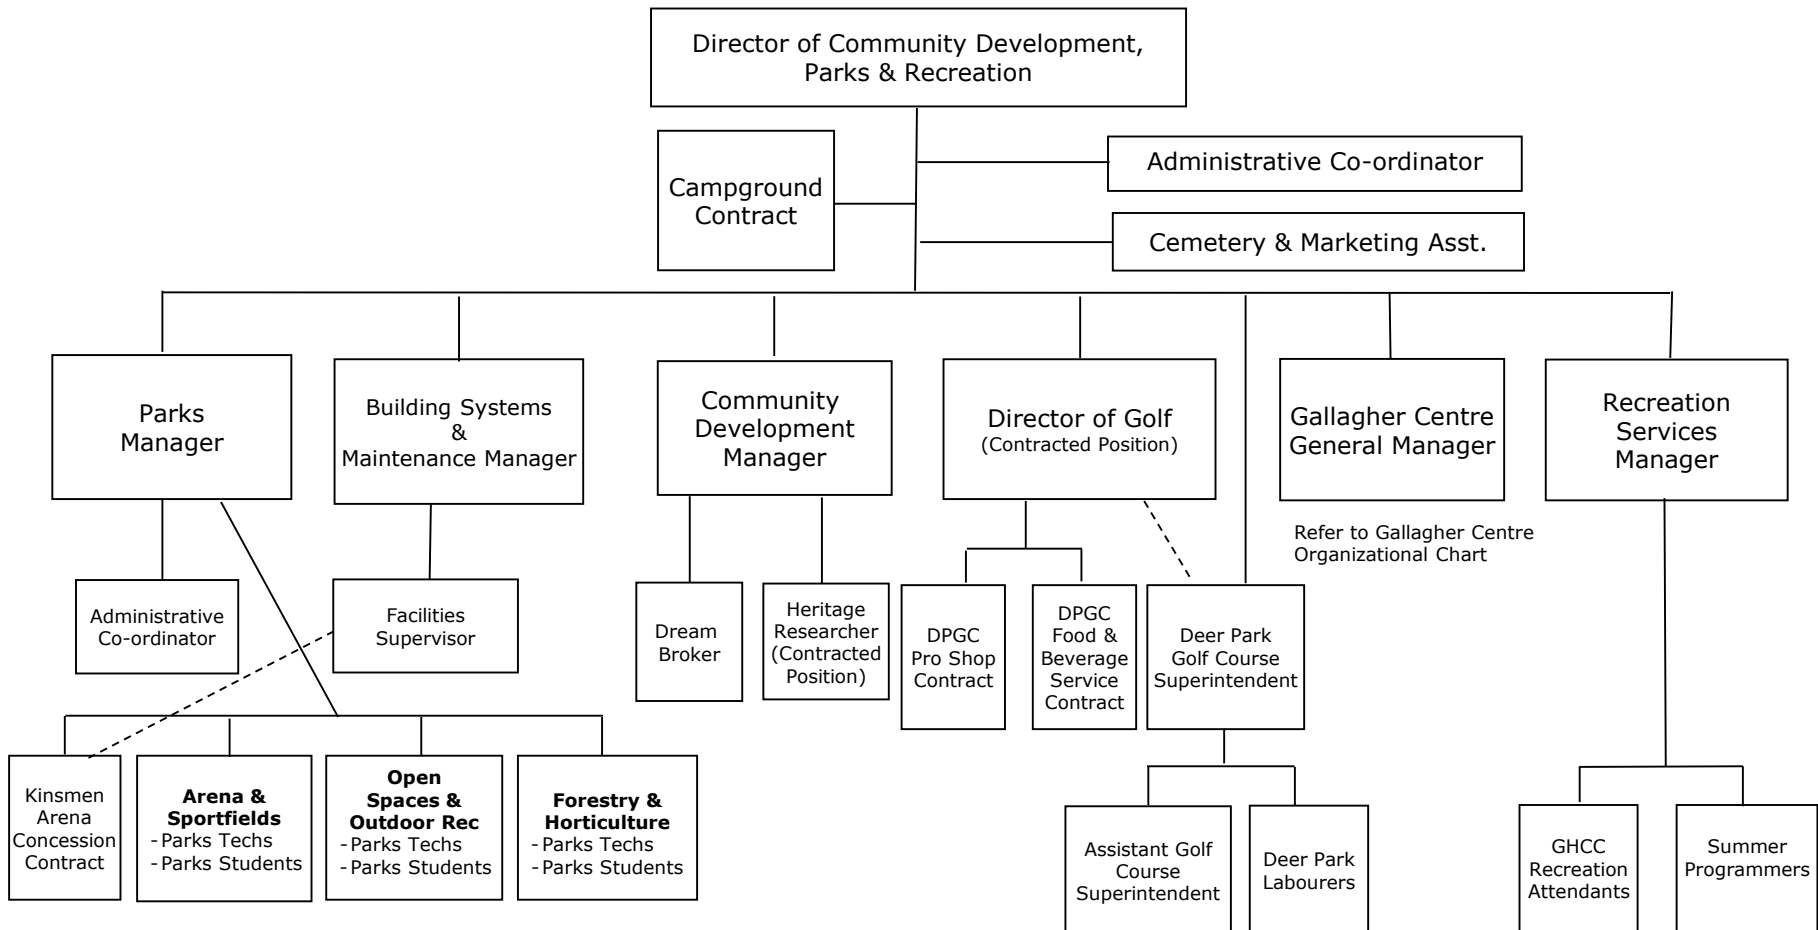 Director of Community Development,
Parks & Recreation
Campground
Contract
Administrative Co-ordinator
Cemetery & Marketing Asst.
Parks
Manager
Building Systems
&
Maintenance Manager
Community
Development
Manager
Director of Golf
(Contracted Position)
Gallagher Centre
General Manager
Recreation
Services
Manager
Refer to Gallagher Centre
Organizational Chart
Administrative
Co-ordinator
Facilities
Supervisor
Dream
Broker
Heritage
Researcher
(Contracted
Position)
DPGC
Pro Shop
Contract
DPGC
Food &
Beverage
Service
Contract
Deer Park
Golf Course
Superintendent
Kinsmen
Arena
Concession
Contract
Arena &
Sportfields
- Parks Techs
- Parks Students
Open
Spaces &
Outdoor Rec
- Parks Techs
- Parks Students
Forestry &
Horticulture
- Parks Techs
- Parks Students
Assistant Golf
Course
Superintendent
Deer Park
Labourers
GHCC
Recreation
Attendants
Summer
Programmers